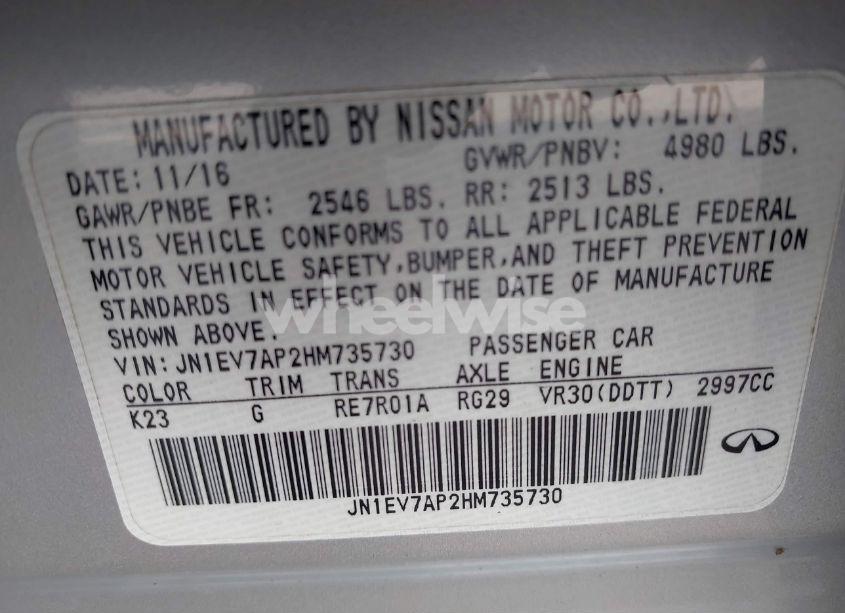 MANUFACTURED BY NISSAN MOTOR CO.,LTD.
DATE: 11/16 GVWR/PNBV: 4980 LBS.
GAWR/PNBE FR: 2546 LBS. RR: 2513 LBS.
THIS VEHICLE CONFORMS TO ALL APPLICABLE FEDERAL
MOTOR VEHICLE SAFETY,BUMPER,AND THEFT PREVENTION
STANDARDS IN EFFECT ON THE DATE OF MANUFACTURE
SHOWN ABOVE.
wheelwise
VIN: JN1EV7AP2HM735730 PASSENGER CAR
COLOR TRIM TRANS AXLE ENGINE
K23 G RE7R01A RG29 VR30(DDTT) 2997CC
JN1EV7AP2HM735730